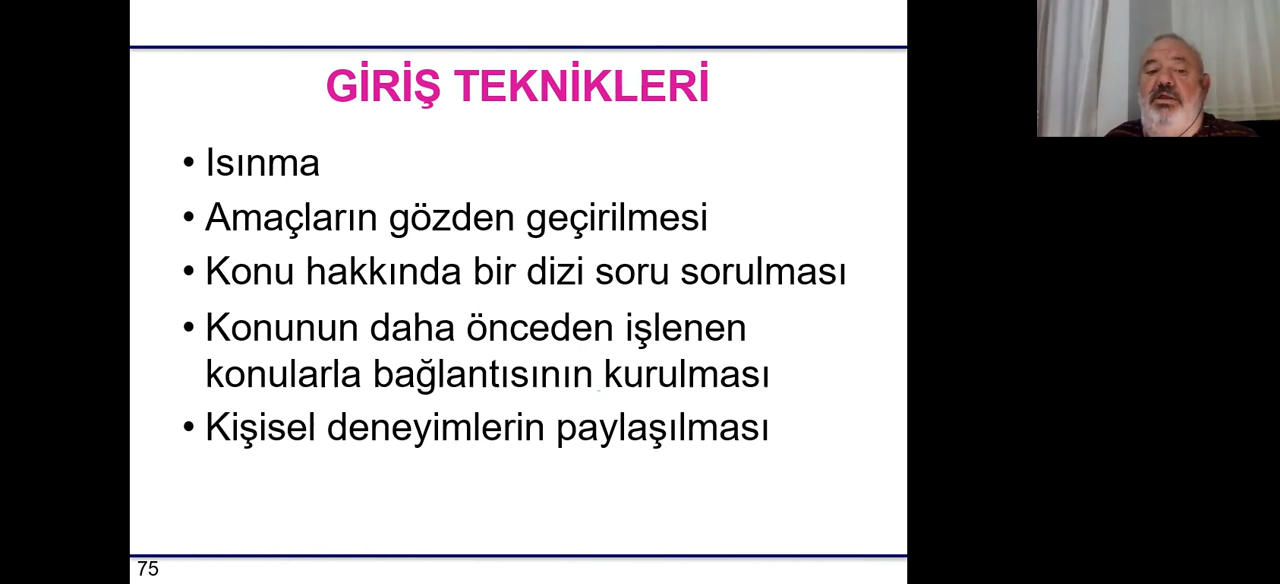 GİRİŞ TEKNİKLERİ
• Isınma
• Amaçların gözden geçirilmesi
• Konu hakkında bir dizi soru sorulması
• Konunun daha önceden işlenen
konularla bağlantısının kurulması
• Kişisel deneyimlerin paylaşılması
75